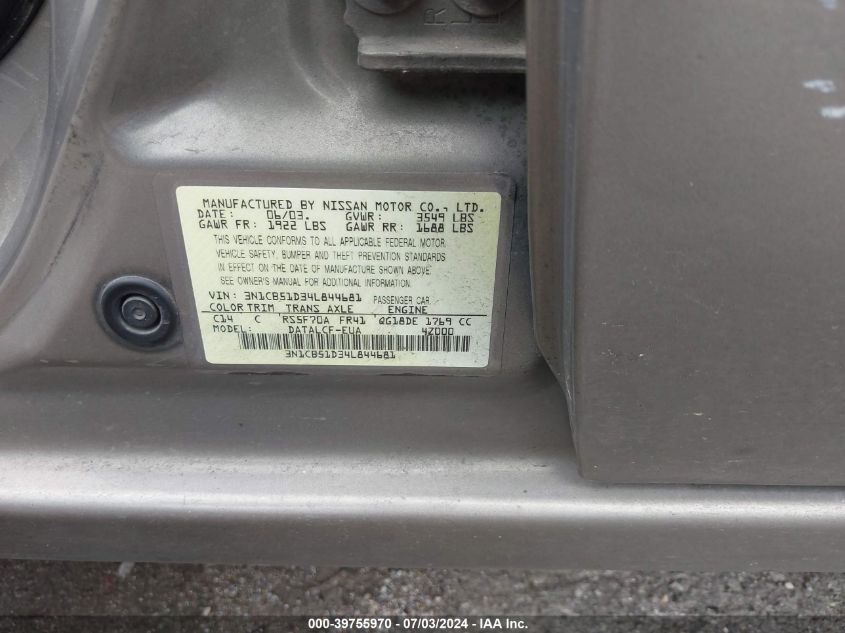 R L
MANUFACTURED BY NISSAN MOTOR CO., LTD.
DATE: 06/03. GVWR: 3549 LBS
GAWR FR: 1922 LBS GAWR RR: 1688 LBS
THIS VEHICLE CONFORMS TO ALL APPLICABLE FEDERAL MOTOR
VEHICLE SAFETY, BUMPER AND THEFT PREVENTION STANDARDS
IN EFFECT ON THE DATE OF MANUFACTURE SHOWN ABOVE.
SEE OWNER'S MANUAL FOR ADDITIONAL INFORMATION.
VIN: 3N1CB51D34L844681 PASSENGER CAR.
COLOR TRIM TRANS AXLE ENGINE
C14 C RS5F70A FR41 QG18DE 1769 CC
MODEL: DATALCF-EUA 4Z000
3N1CB51D34L844681
000-39755970 - 07/03/2024 - IAA Inc.